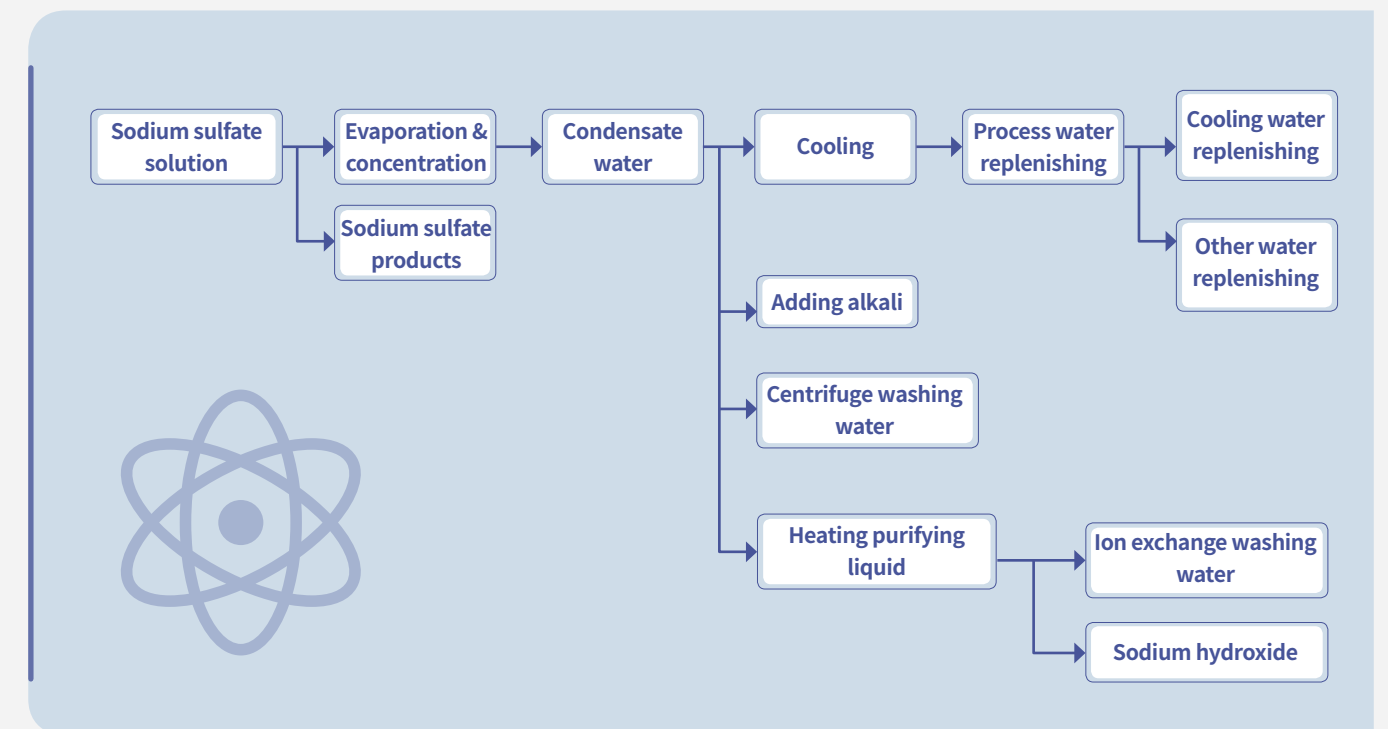 Sodium sulfate
solution
Evaporation &
concentration
Condensate
water
Cooling
Process water
replenishing
Cooling water
replenishing
Sodium sulfate
products
Other water
replenishing
Adding alkali
Centrifuge washing
water
Heating purifying
liquid
Ion exchange washing
water
Sodium hydroxide